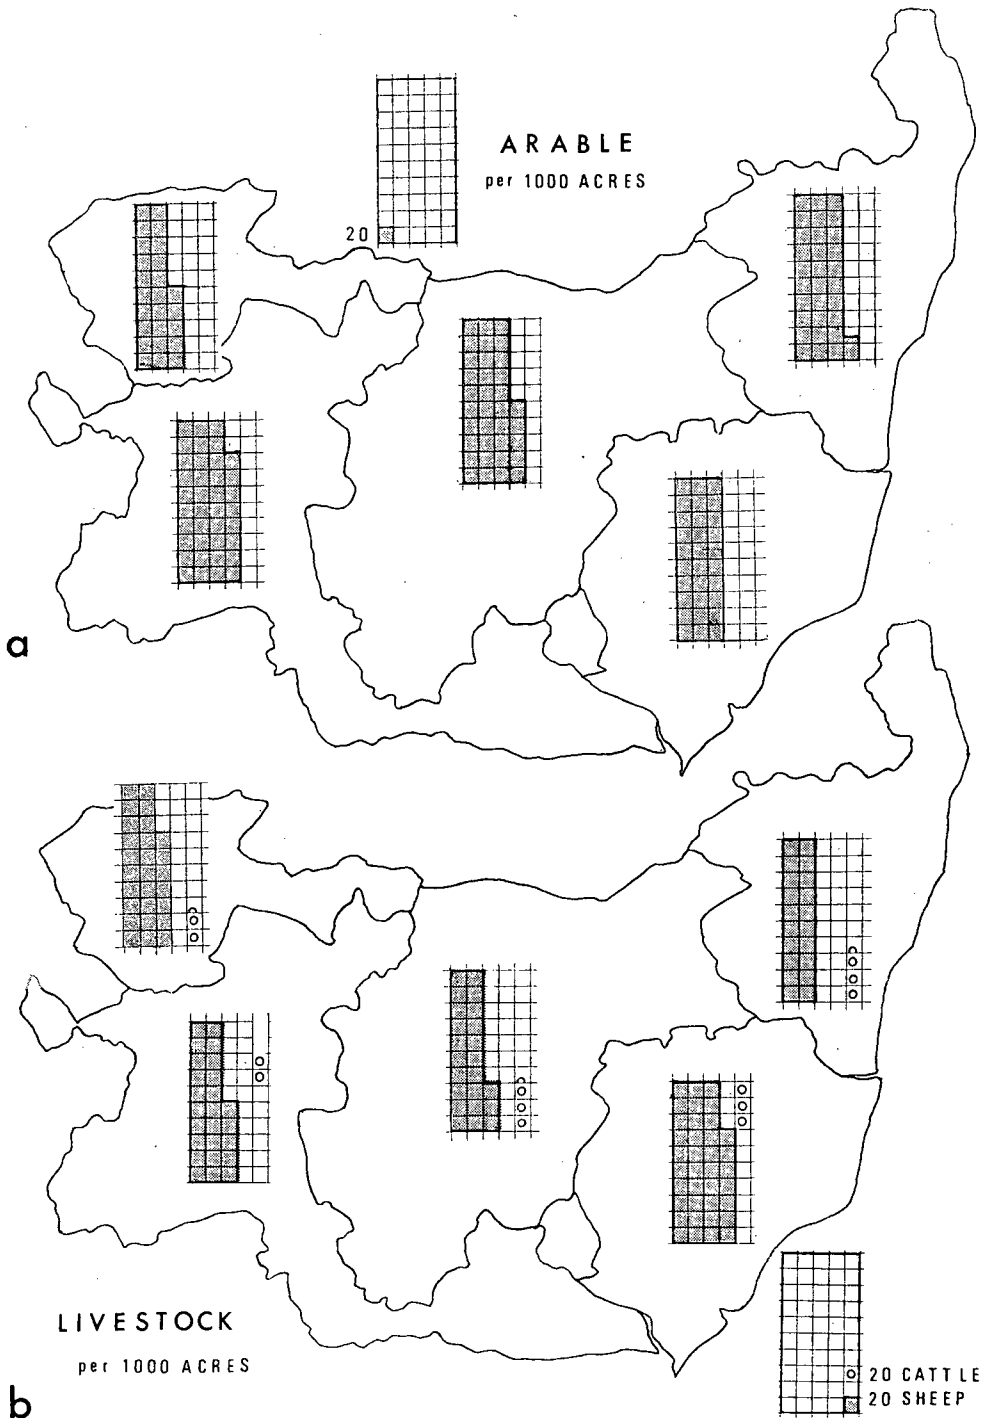 ARABLE
per 1000 ACRES
20
a
LIVESTOCK
per 1000 ACRES
20 CATTLE
20 SHEEP
b